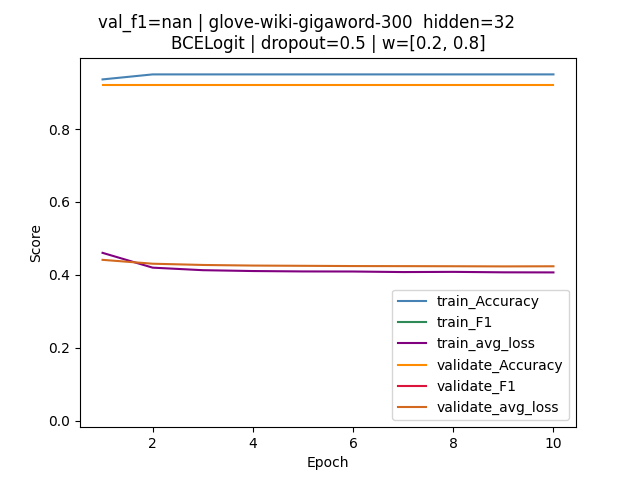 val_f1=nan | glove-wiki-gigaword-300  hidden=32
BCELogit | dropout=0.5 | w=[0.2, 0.8]
Score
0.8
0.6
0.4
0.2
0.0
train_Accuracy
train_F1
train_avg_loss
validate_Accuracy
validate_F1
validate_avg_loss
2 4 6 8 10
Epoch